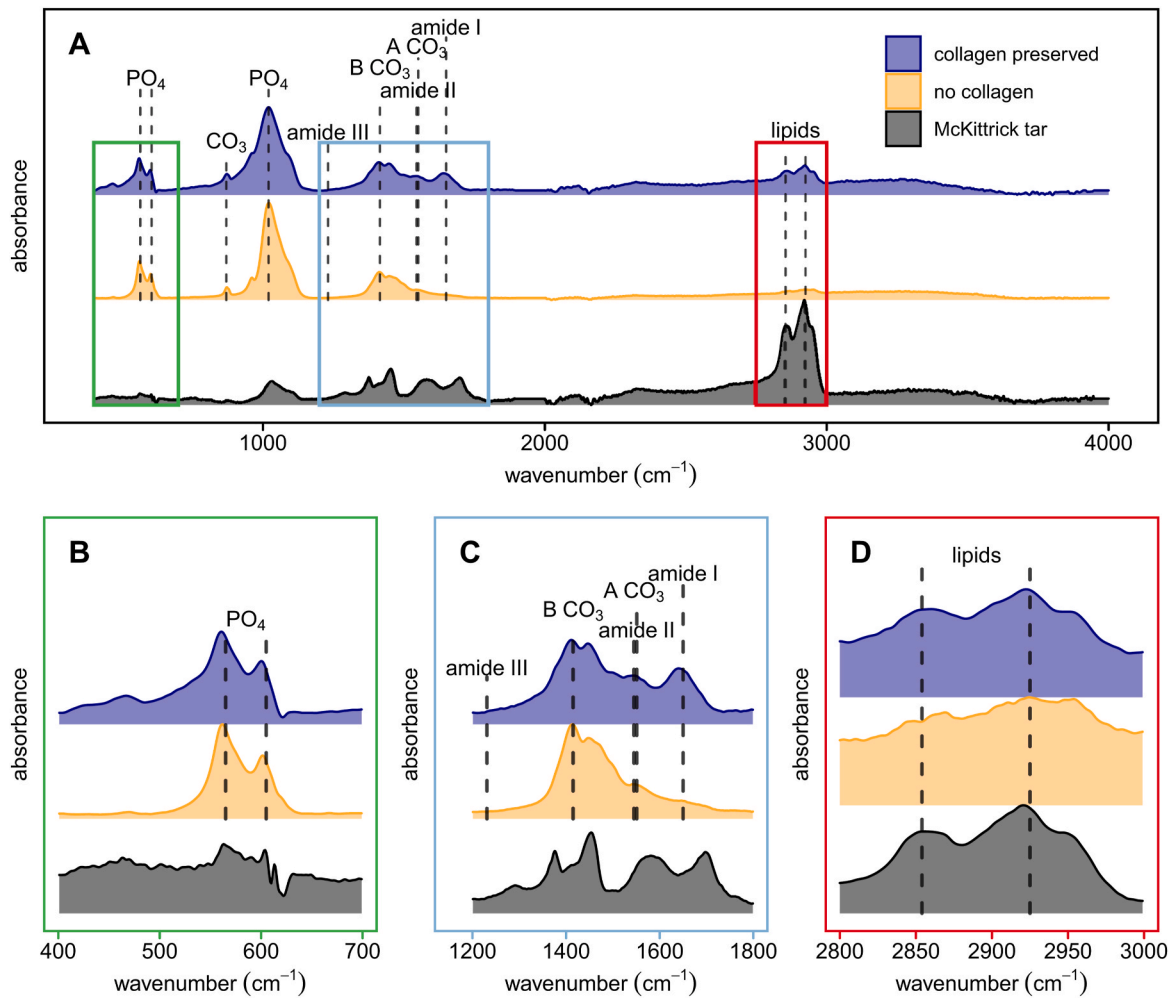 A
amide I
A CO₃
B CO₃
PO₄
PO₄
amide II
CO₃
amide III
lipids
collagen preserved
no collagen
McKittrick tar
absorbance
1000
2000
3000
4000
wavenumber (cm⁻¹)
B
PO₄
absorbance
400
500
600
700
wavenumber (cm⁻¹)
C
amide I
A CO₃
B CO₃
amide II
amide III
absorbance
1200
1400
1600
1800
wavenumber (cm⁻¹)
D
lipids
absorbance
2800
2850
2900
2950
3000
wavenumber (cm⁻¹)